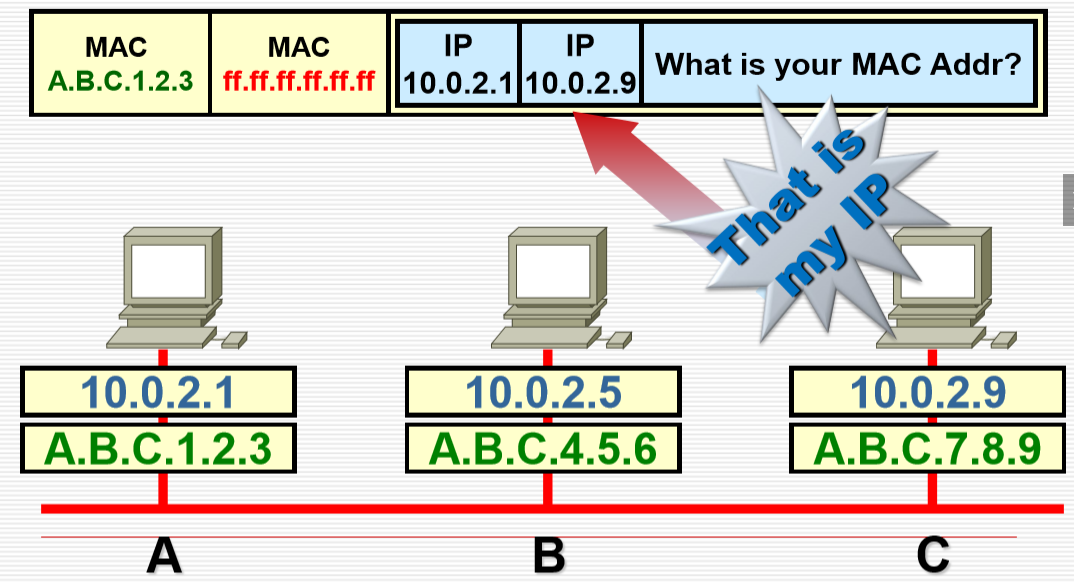 MAC
A.B.C.1.2.3
MAC
ff.ff.ff.ff.ff.ff
IP
10.0.2.1
IP
10.0.2.9
What is your MAC Addr?
That is
my IP
10.0.2.1
A.B.C.1.2.3
A
10.0.2.5
A.B.C.4.5.6
B
10.0.2.9
A.B.C.7.8.9
C